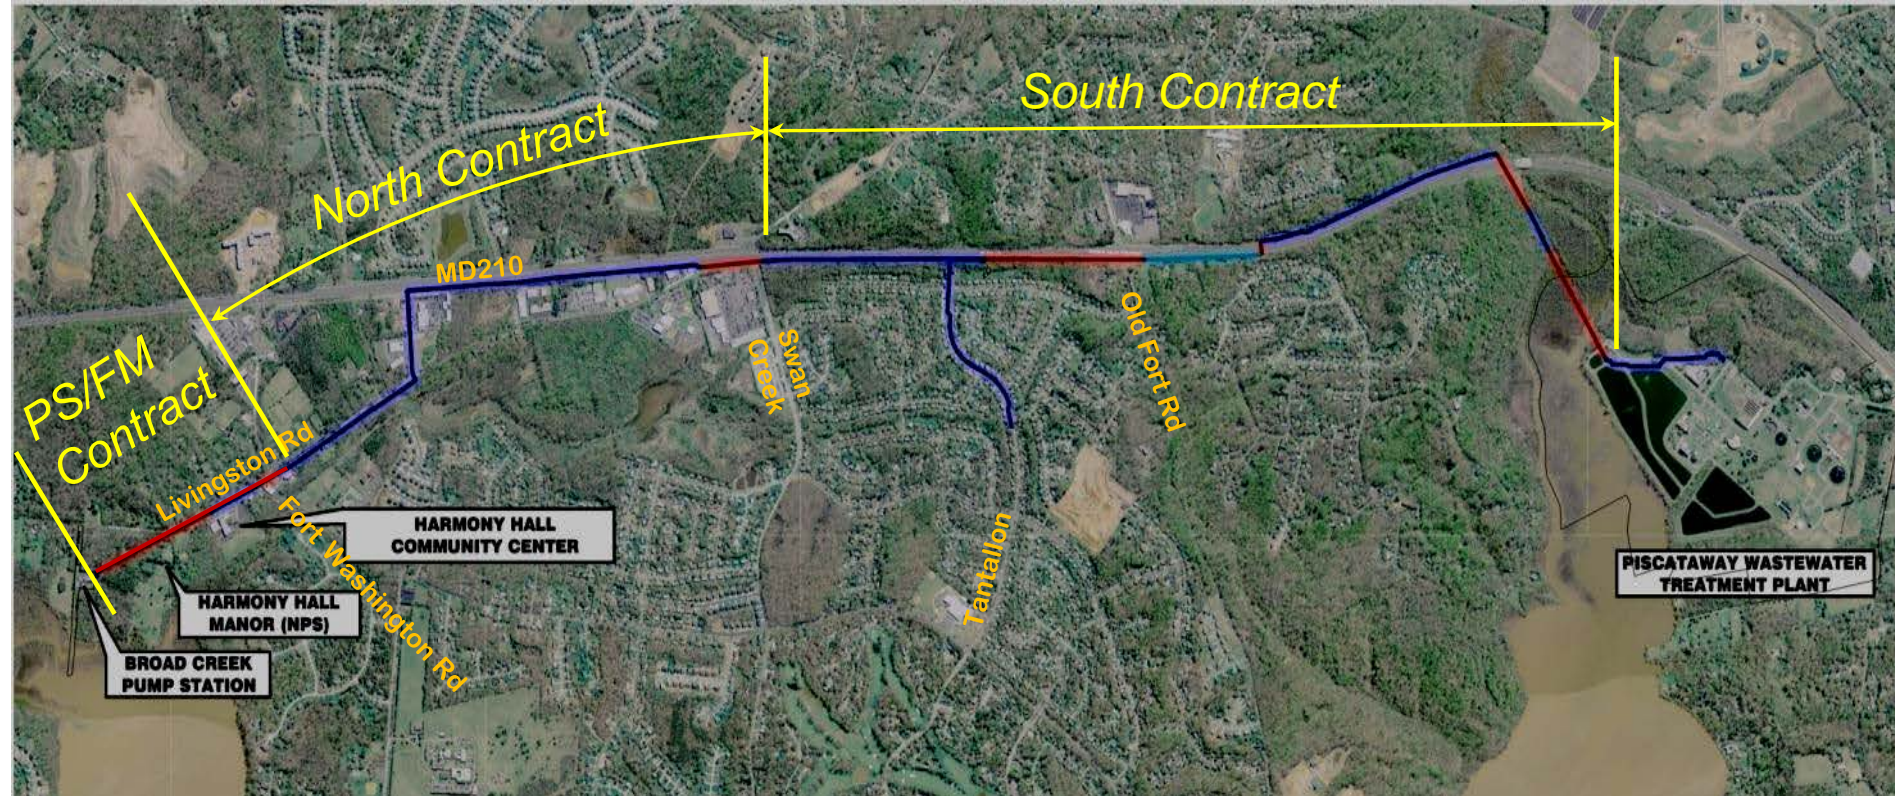 South Contract
North Contract
MD210
PS/FM
Contract
Swan
Creek
Old Fort Rd
Livingston Rd
Fort Washington Rd
HARMONY HALL
COMMUNITY CENTER
Tantallon
PISCATAWAY WASTEWATER
TREATMENT PLANT
HARMONY HALL
MANOR (NPS)
BROAD CREEK
PUMP STATION